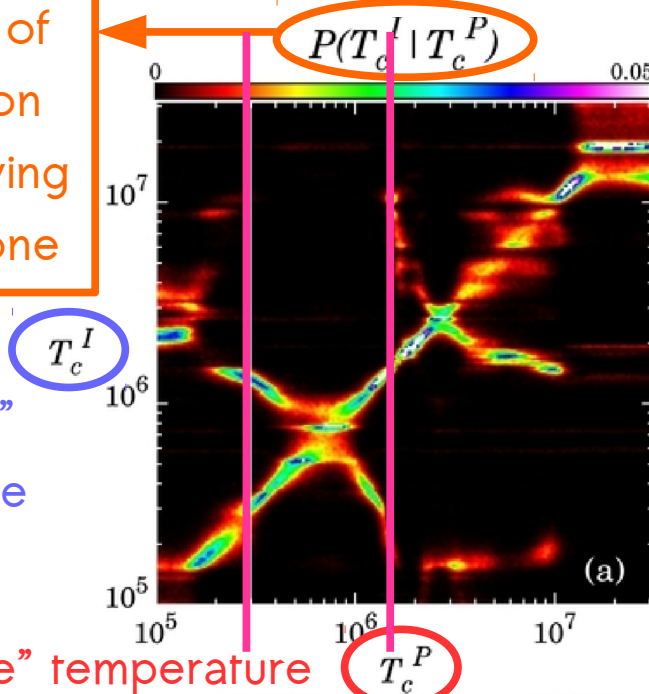 of
on
ving
one
P(T_c^I | T_c^P)
0 0.05
10^7
T_c^I
10^6
”
e
(a)
10^5
10^5 10^6 10^7
e” temperature
T_c^P